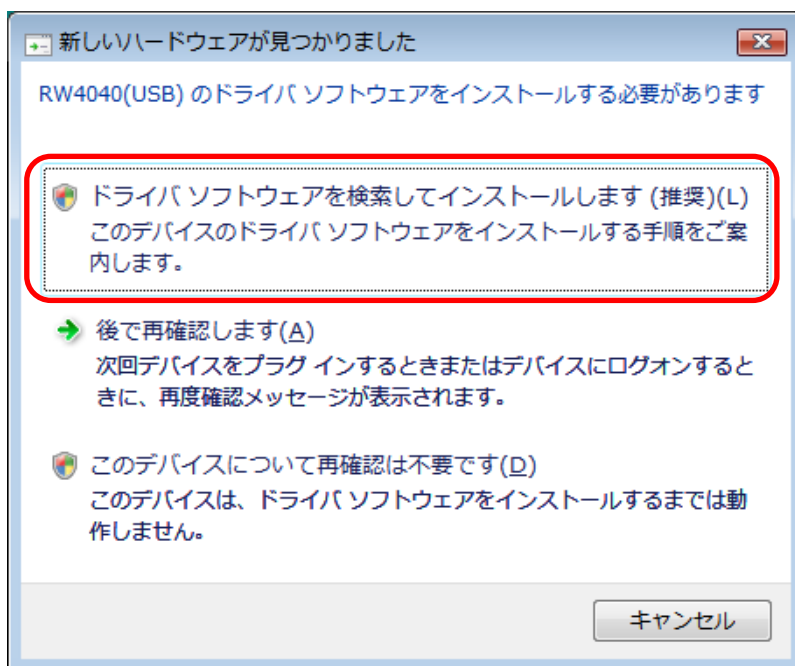 新しいハードウェアが見つかりました
RW4040(USB) のドライバ ソフトウェアをインストールする必要があります
ドライバ ソフトウェアを検索してインストールします (推奨)(L)
このデバイスのドライバ ソフトウェアをインストールする手順をご案
内します。
後で再確認します(A)
次回デバイスをプラグ インするときまたはデバイスにログオンすると
きに、再度確認メッセージが表示されます。
このデバイスについて再確認は不要です(D)
このデバイスは、ドライバ ソフトウェアをインストールするまでは動
作しません。
キャンセル